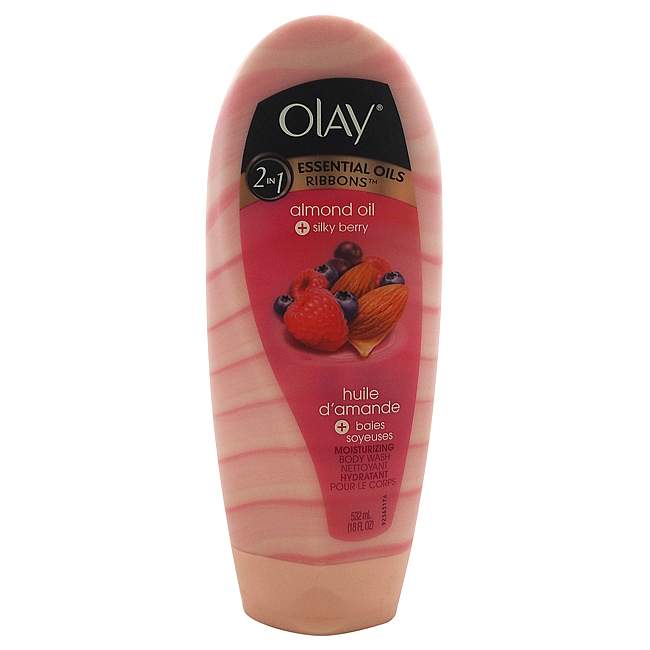 OLAY®
2 IN 1
ESSENTIAL OILS
RIBBONS™
almond oil
+ silky berry
huile
d'amande
+ baies
soyeuses
MOISTURIZING
BODY WASH
NETTOYANT
HYDRATANT
POUR LE CORPS
532 mL
(18 FL OZ)